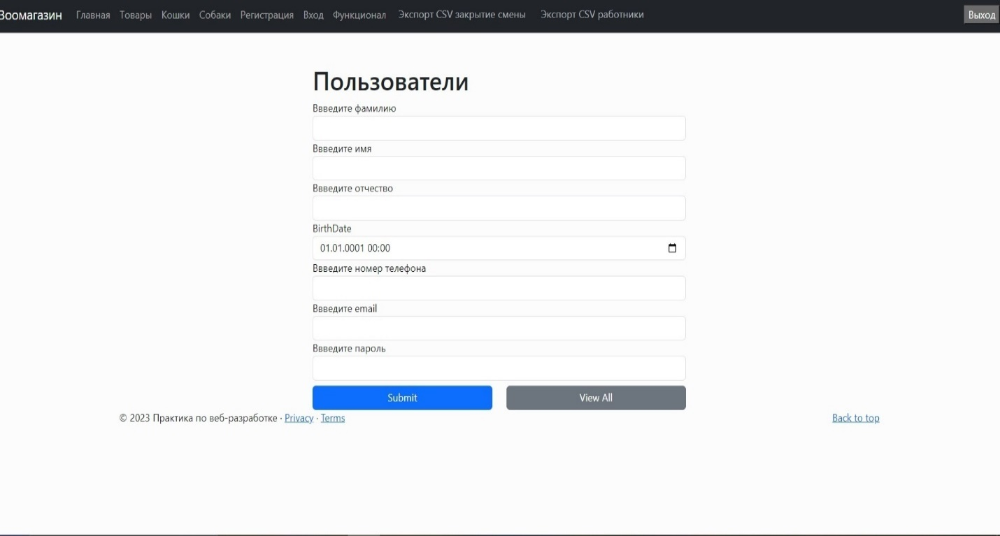 Зоомагазин Главная Товары Кошки Собаки Регистрация Вход Функционал Экспорт CSV закрытие смены Экспорт CSV работники Выход
Пользователи
Ввведите фамилию
Ввведите имя
Ввведите отчество
BirthDate
01.01.0001 00:00
Ввведите номер телефона
Ввведите email
Ввведите пароль
Submit View All
© 2023 Практика по веб-разработке · Privacy · Terms Back to top